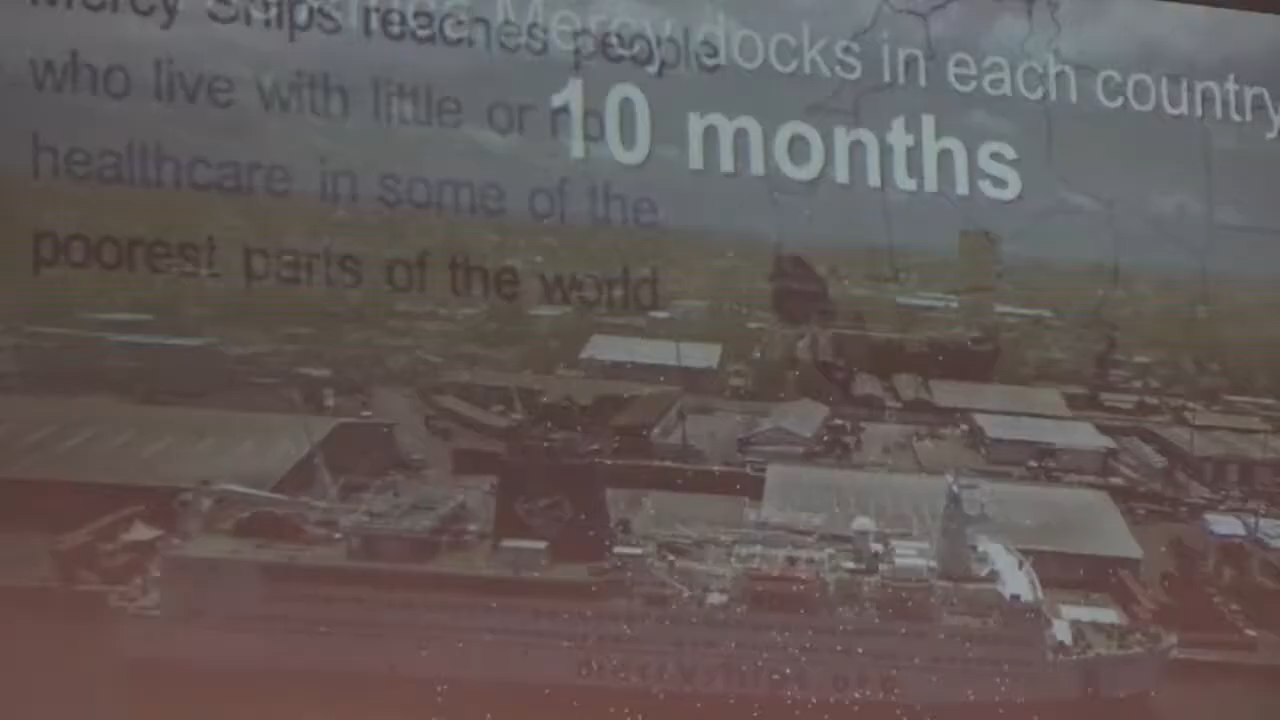 Mercy Ships reaches people
who live with little or no
healthcare in some of the
poorest parts of the world
Mercy docks in each country
10 months